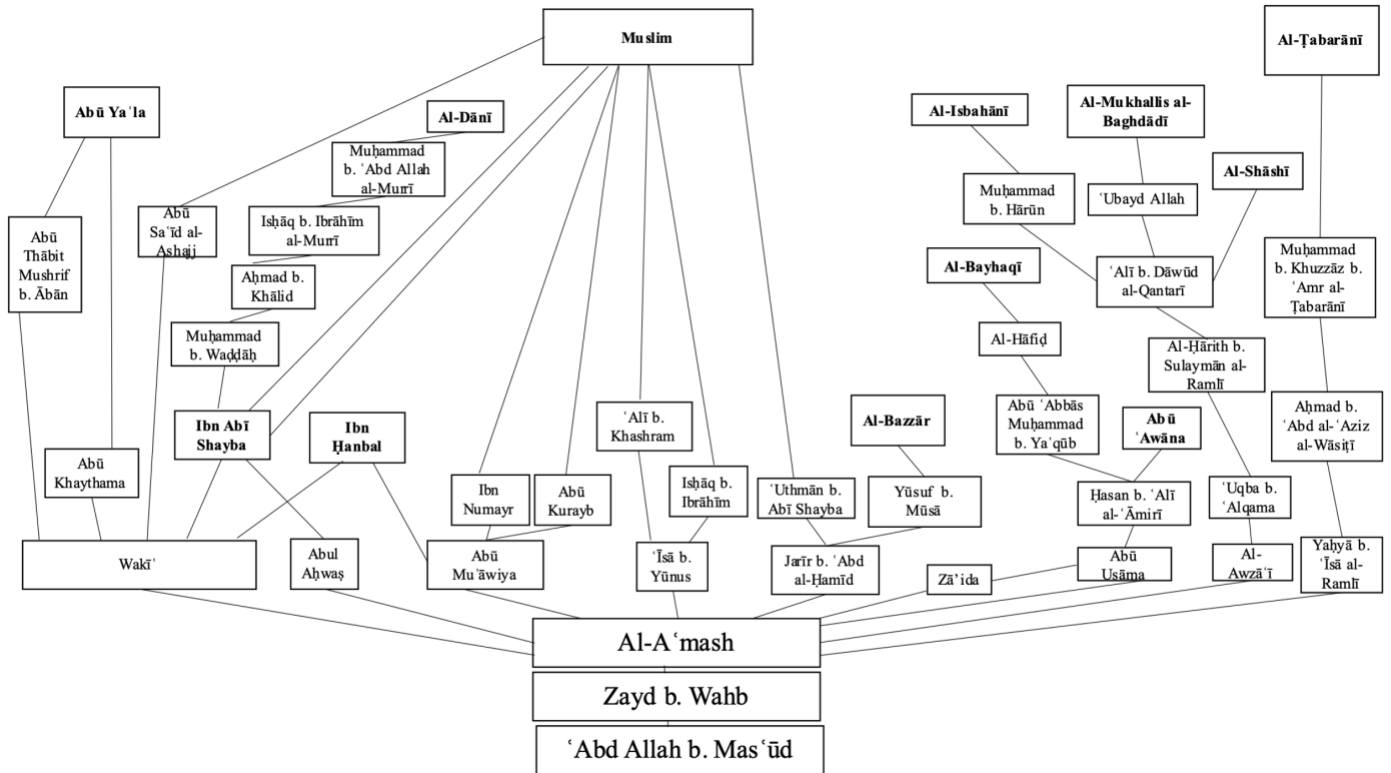 Muslim
Al-Ṭabarānī
Abū Yaʿla
Al-Dānī
Al-Isbahānī
Al-Mukhallis al-
Baghdādī
Muḥammad
b. ʿAbd Allah
al-Murrī
Al-Shāshī
Muḥammad
b. Hārūn
ʿUbayd Allah
Abū
Saʿīd al-
Ashajj
Isḥāq b. Ibrāhīm
al-Murrī
Abū
Thābit
Mushrif
b. Ābān
Muḥammad
b. Khuzzāz b.
ʿAmr al-
Ṭabarānī
Aḥmad b.
Khālid
Al-Bayhaqī
ʿAlī b. Dāwūd
al-Qantarī
Muḥammad
b. Waḍḍāḥ
Al-Ḥāfiḍ
Al-Ḥārith b.
Sulaymān al-
Ramlī
Ibn Abī
Shayba
Ibn
Ḥanbal
ʿAlī b.
Khashram
Al-Bazzār
Abū ʿAbbās
Muḥammad
b. Yaʿqūb
Abū
ʿAwāna
Aḥmad b.
ʿAbd al-ʿAziz
al-Wāsiṭī
Abū
Khaythama
Ibn
Numayr
Abū
Kurayb
Isḥāq b.
Ibrāhīm
ʿUthmān b.
Abī Shayba
Yūsuf b.
Mūsā
Ḥasan b. ʿAlī
al-ʿĀmirī
ʿUqba b.
ʿAlqama
Wakīʿ
Abul
Aḥwaṣ
Abū
Muʿāwiya
ʿĪsā b.
Yūnus
Jarīr b. ʿAbd
al-Ḥamīd
Zāʾida
Abū
Usāma
Al-
Awzāʿī
Yaḥyā b.
ʿĪsā al-
Ramlī
Al-Aʿmash
Zayd b. Wahb
ʿAbd Allah b. Masʿūd